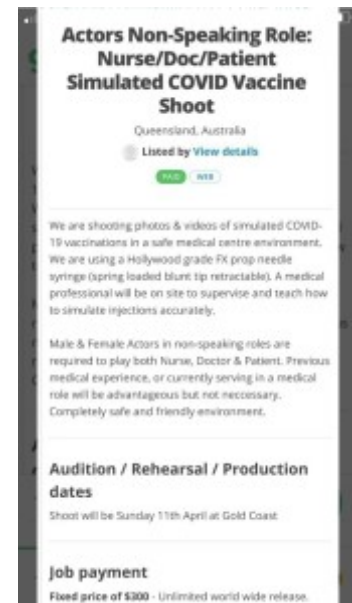 Actors Non-Speaking Role:
Nurse/Doc/Patient
Simulated COVID Vaccine
Shoot
Queensland, Australia
Listed by View details
PAID WEB
We are shooting photos & videos of simulated COVID-
19 vaccinations in a safe medical centre environment.
We are using a Hollywood grade FX prop needle
syringe (spring loaded blunt tip retractable). A medical
professional will be on site to supervise and teach how
to simulate injections accurately.
Male & Female Actors in non-speaking roles are
required to play both Nurse, Doctor & Patient. Previous
medical experience, or currently serving in a medical
role will be advantageous but not neccessary.
Completely safe and friendly environment.
Audition / Rehearsal / Production
dates
Shoot will be Sunday 11th April at Gold Coast
Job payment
Fixed price of $300 - Unlimited world wide release.